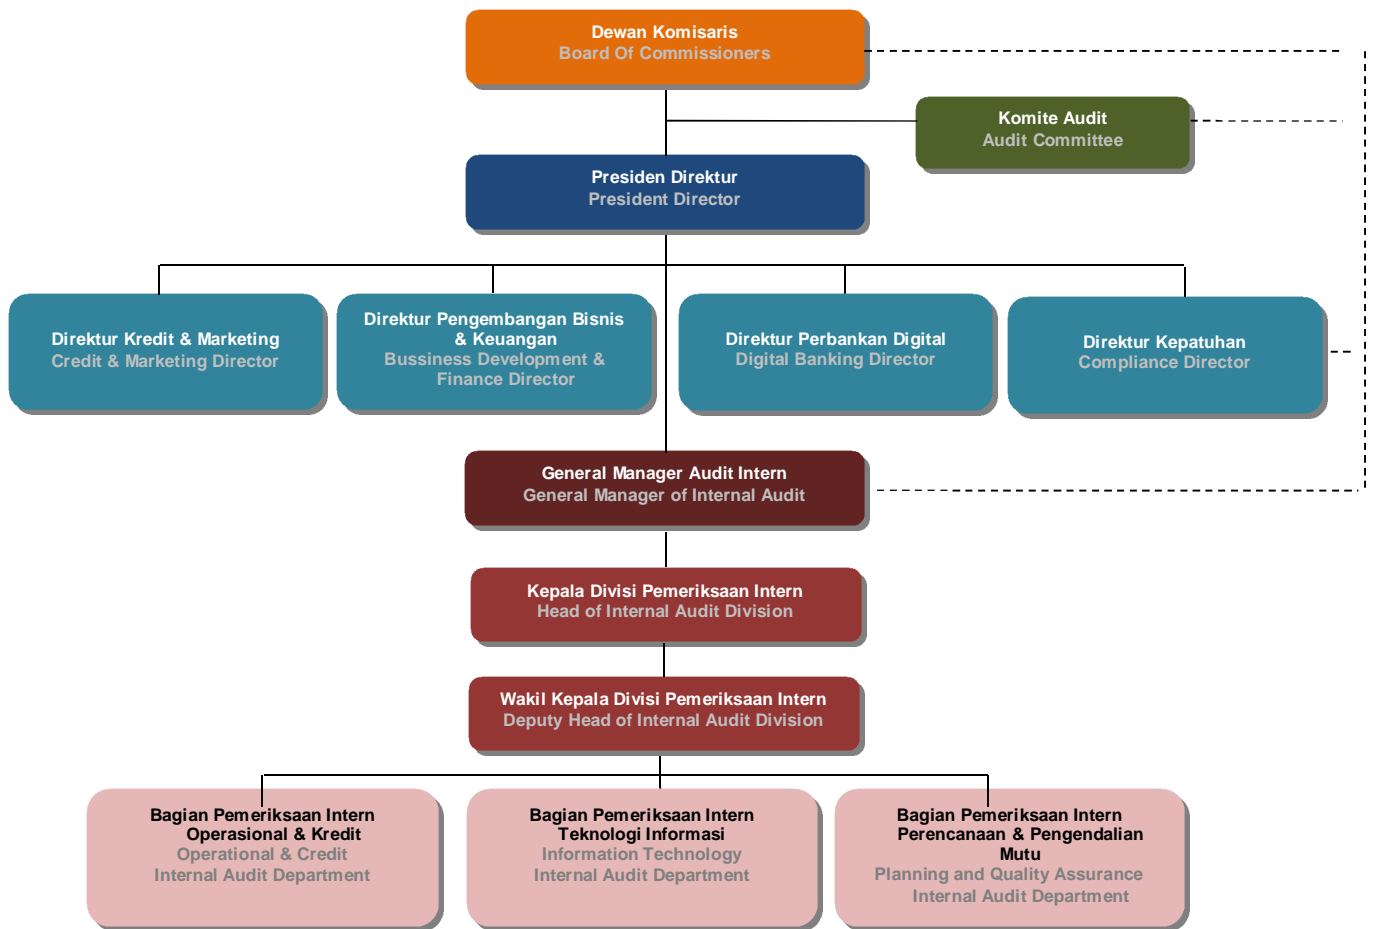 Dewan Komisaris
Board Of Commissioners
Komite Audit
Audit Committee
Presiden Direktur
President Director
Direktur Kredit & Marketing
Credit & Marketing Director
Direktur Pengembangan Bisnis
& Keuangan
Bussiness Development &
Finance Director
Direktur Perbankan Digital
Digital Banking Director
Direktur Kepatuhan
Compliance Director
General Manager Audit Intern
General Manager of Internal Audit
Kepala Divisi Pemeriksaan Intern
Head of Internal Audit Division
Wakil Kepala Divisi Pemeriksaan Intern
Deputy Head of Internal Audit Division
Bagian Pemeriksaan Intern
Operasional & Kredit
Operational & Credit
Internal Audit Department
Bagian Pemeriksaan Intern
Teknologi Informasi
Information Technology
Internal Audit Department
Bagian Pemeriksaan Intern
Perencanaan & Pengendalian
Mutu
Planning and Quality Assurance
Internal Audit Department